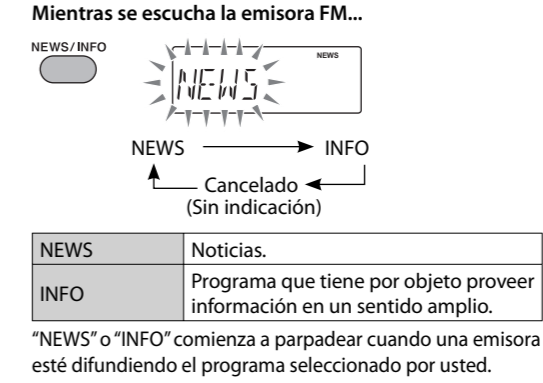 Mientras se escucha la emisora FM...
NEWS/INFO
NEWS
NEWS
NEWS INFO
Cancelado
(Sin indicación)
NEWS Noticias.
INFO Programa que tiene por objeto proveer
información en un sentido amplio.
“NEWS” o “INFO” comienza a parpadear cuando una emisora
esté difundiendo el programa seleccionado por usted.